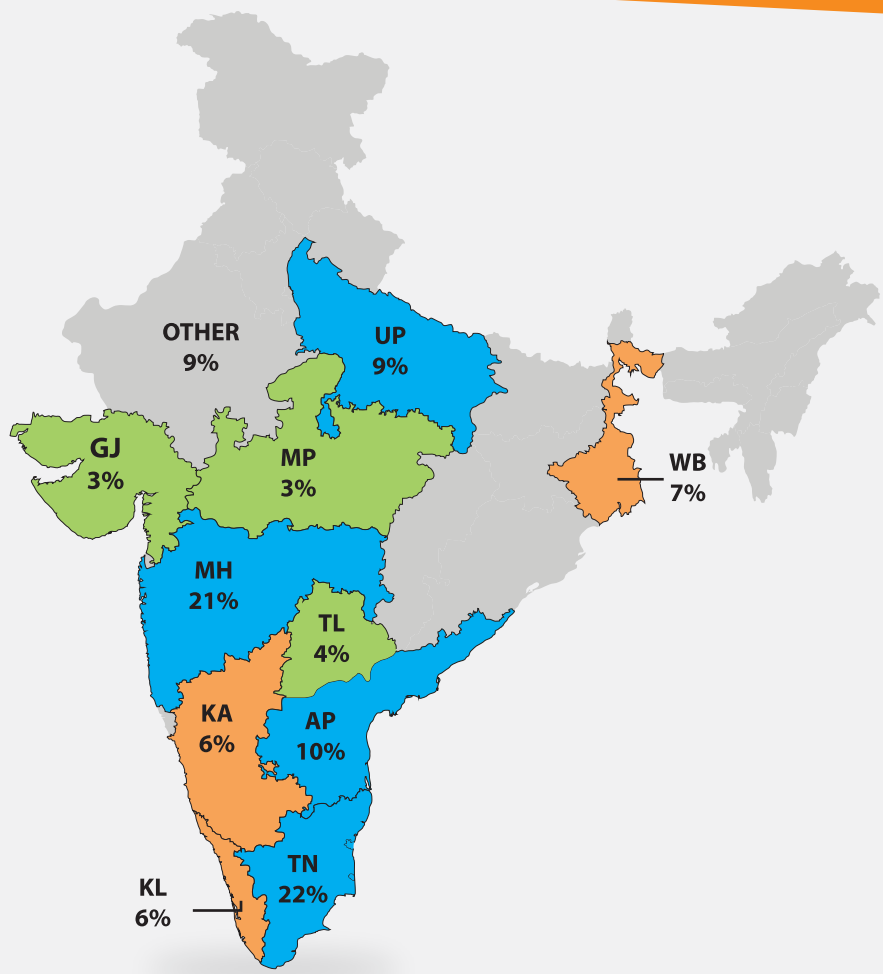 OTHER
9%
UP
9%
GJ
3%
MP
3%
WB
7%
MH
21%
TL
4%
KA
6%
AP
10%
TN
22%
KL
6%